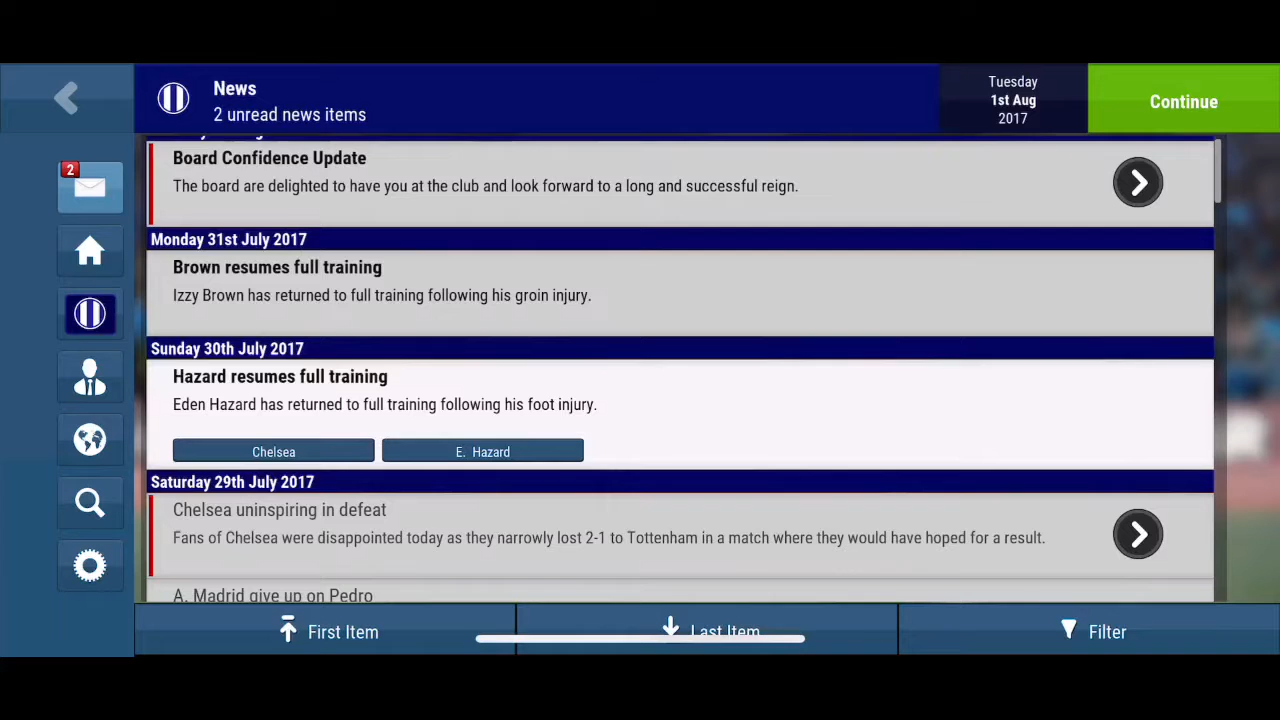 News
2 unread news items
Tuesday
1st Aug
2017
Continue
2
Board Confidence Update
The board are delighted to have you at the club and look forward to a long and successful reign.
Monday 31st July 2017
Brown resumes full training
Izzy Brown has returned to full training following his groin injury.
Sunday 30th July 2017
Hazard resumes full training
Eden Hazard has returned to full training following his foot injury.
Chelsea
E. Hazard
Saturday 29th July 2017
Chelsea uninspiring in defeat
Fans of Chelsea were disappointed today as they narrowly lost 2-1 to Tottenham in a match where they would have hoped for a result.
A. Madrid give up on Pedro
First Item
Last Item
Filter